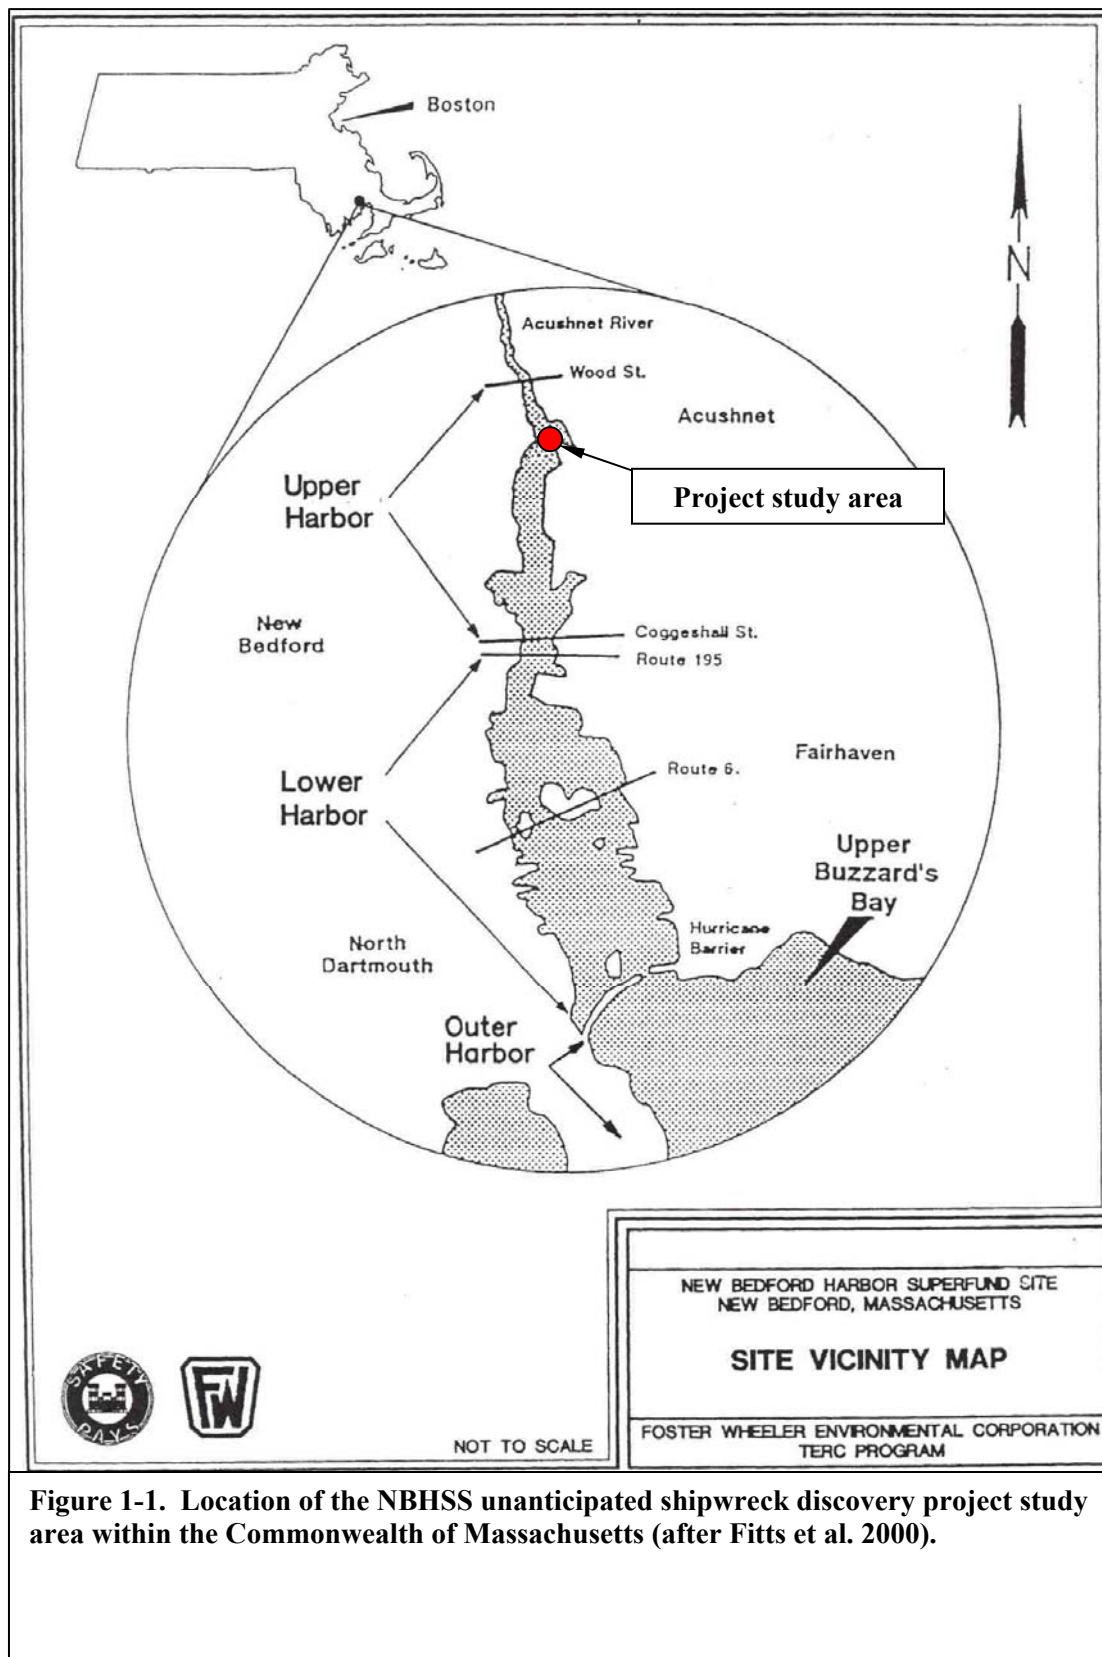 Boston
N
Acushnet River
Wood St.
Acushnet
Project study area
Upper
Harbor
New
Bedford
Coggeshall St.
Route 195
Lower
Harbor
Route 6.
Fairhaven
Upper
Buzzard's
Bay
Hurricane
Barrier
North
Dartmouth
Outer
Harbor
NEW BEDFORD HARBOR SUPERFUND SITE
NEW BEDFORD, MASSACHUSETTS
SITE VICINITY MAP
FOSTER WHEELER ENVIRONMENTAL CORPORATION
TERC PROGRAM
SAFETY
PAYS
FW
NOT TO SCALE
Figure 1-1. Location of the NBHSS unanticipated shipwreck discovery project study
area within the Commonwealth of Massachusetts (after Fitts et al. 2000).